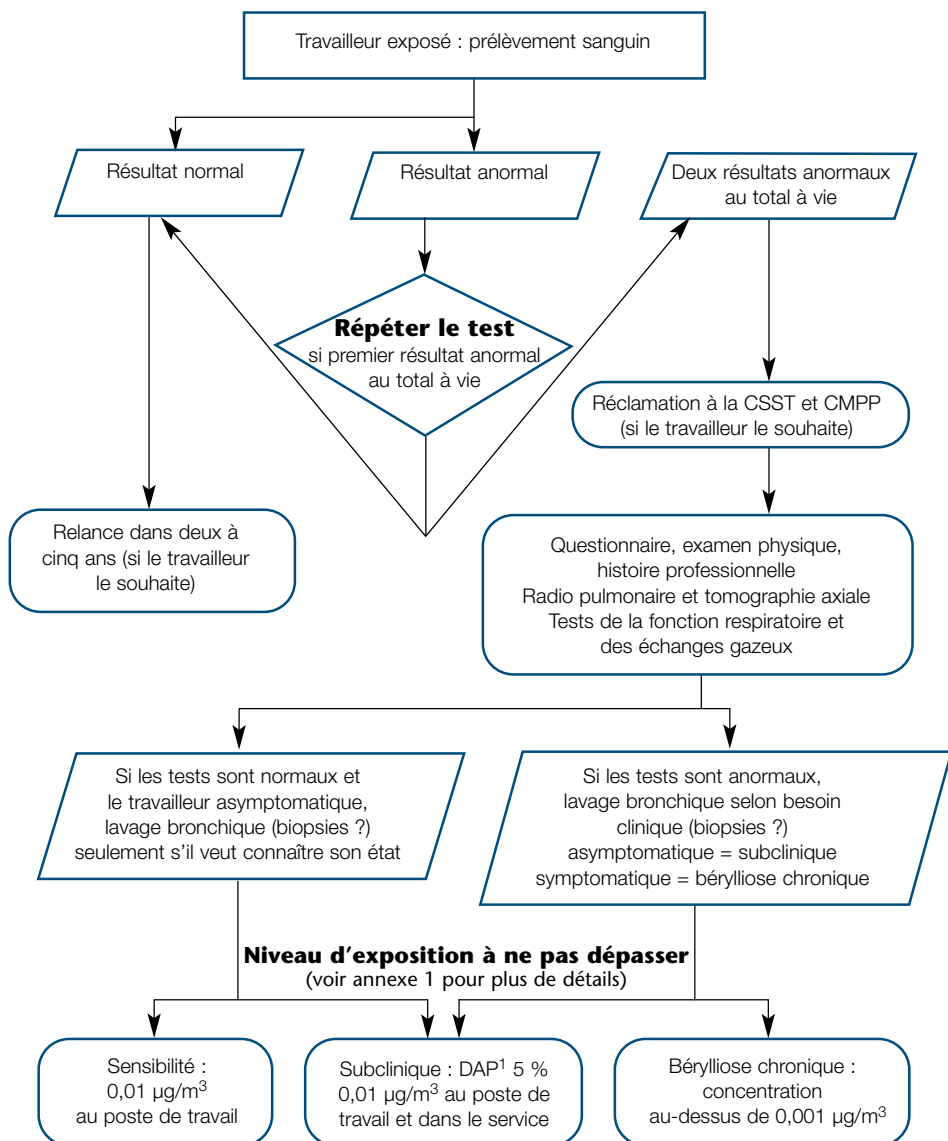 Travailleur exposé : prélèvement sanguin
Résultat normal
Résultat anormal
Deux résultats anormaux
au total à vie
Répéter le test
si premier résultat anormal
au total à vie
Réclamation à la CSST et CMPP
(si le travailleur le souhaite)
Relance dans deux à
cinq ans (si le travailleur
le souhaite)
Questionnaire, examen physique,
histoire professionnelle
Radio pulmonaire et tomographie axiale
Tests de la fonction respiratoire et
des échanges gazeux
Si les tests sont normaux et
le travailleur asymptomatique,
lavage bronchique (biopsies ?)
seulement s'il veut connaître son état
Si les tests sont anormaux,
lavage bronchique selon besoin
clinique (biopsies ?)
asymptomatique = subclinique
symptomatique = bérylliose chronique
Niveau d'exposition à ne pas dépasser
(voir annexe 1 pour plus de détails)
Sensibilité :
0,01 µg/m³
au poste de travail
Subclinique : DAP¹ 5 %
0,01 µg/m³ au poste de
travail et dans le service
Bérylliose chronique :
concentration
au-dessus de 0,001 µg/m³